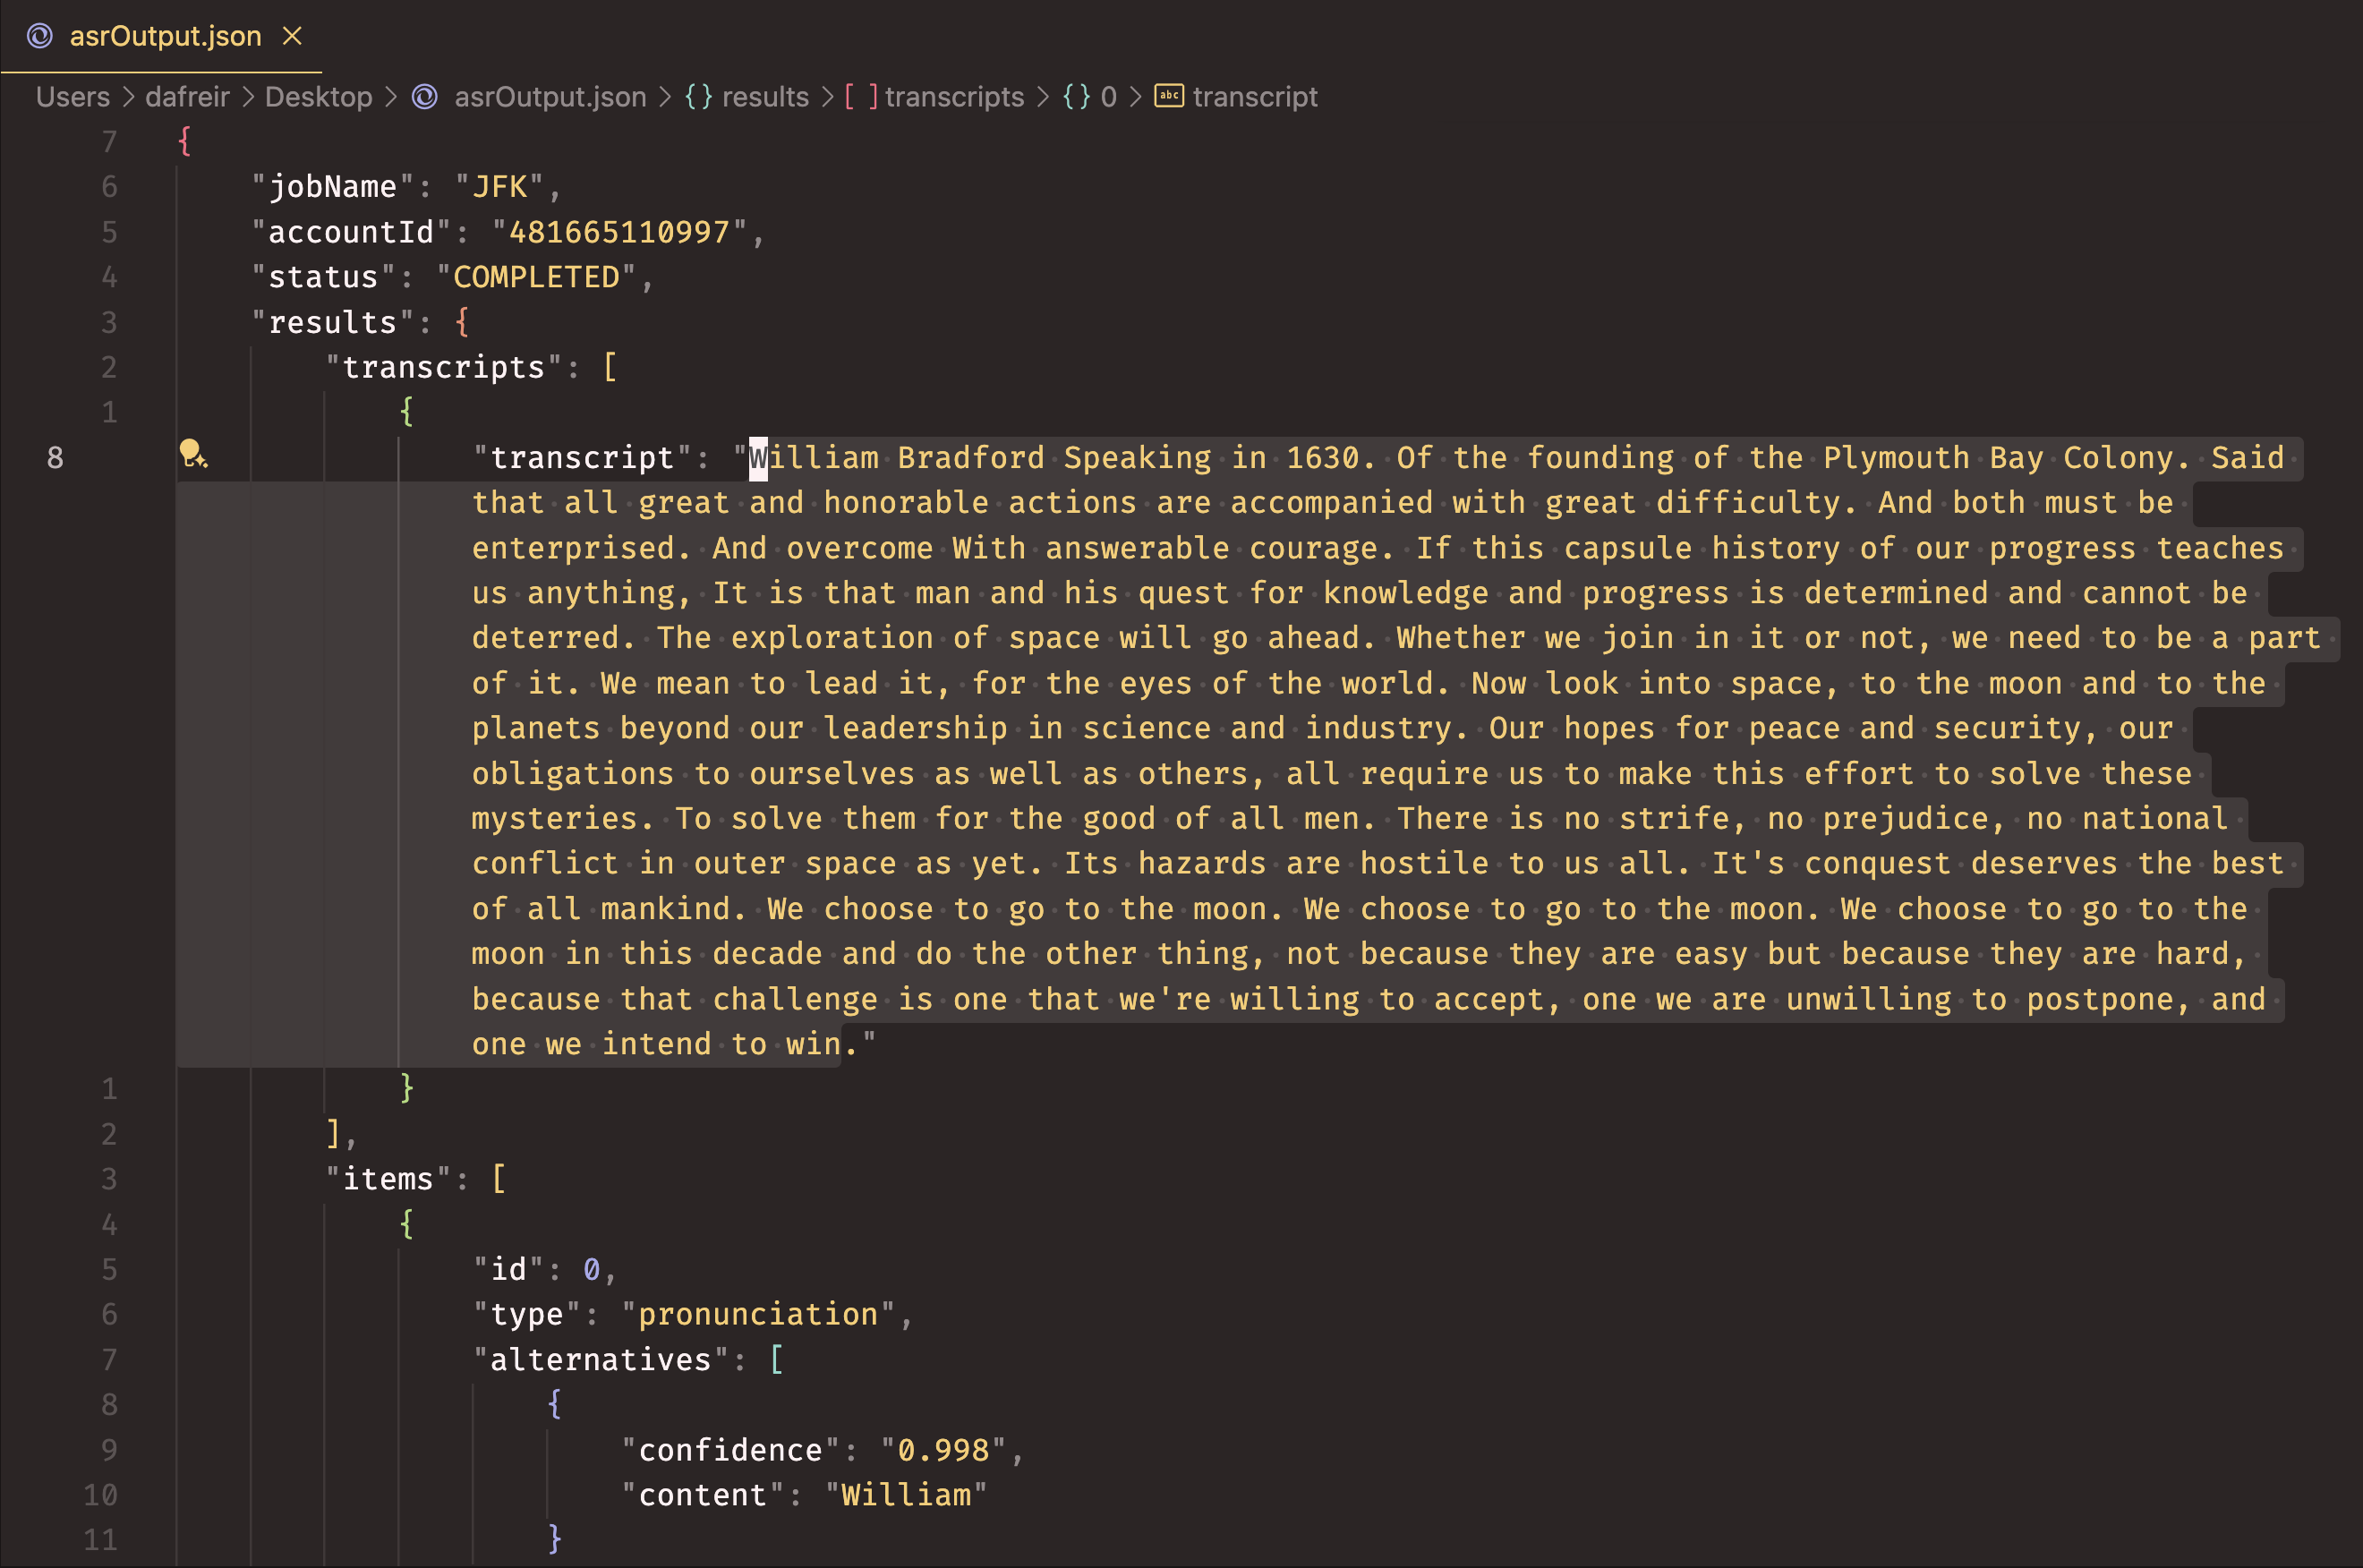 asrOutput.json
Users > dafreir > Desktop > asrOutput.json > {} results > [ ] transcripts > {} 0 > abc transcript
7 {
6 "jobName": "JFK",
5 "accountId": "481665110997",
4 "status": "COMPLETED",
3 "results": {
2 "transcripts": [
1 {
8 "transcript": "William Bradford Speaking in 1630. Of the founding of the Plymouth Bay Colony. Said
that all great and honorable actions are accompanied with great difficulty. And both must be
enterprised. And overcome With answerable courage. If this capsule history of our progress teaches
us anything, It is that man and his quest for knowledge and progress is determined and cannot be
deterred. The exploration of space will go ahead. Whether we join in it or not, we need to be a part
of it. We mean to lead it, for the eyes of the world. Now look into space, to the moon and to the
planets beyond our leadership in science and industry. Our hopes for peace and security, our
obligations to ourselves as well as others, all require us to make this effort to solve these
mysteries. To solve them for the good of all men. There is no strife, no prejudice, no national
conflict in outer space as yet. Its hazards are hostile to us all. It's conquest deserves the best
of all mankind. We choose to go to the moon. We choose to go to the moon. We choose to go to the
moon in this decade and do the other thing, not because they are easy but because they are hard,
because that challenge is one that we're willing to accept, one we are unwilling to postpone, and
one we intend to win."
1 }
2 ],
3 "items": [
4 {
5 "id": 0,
6 "type": "pronunciation",
7 "alternatives": [
8 {
9 "confidence": "0.998",
10 "content": "William"
11 }